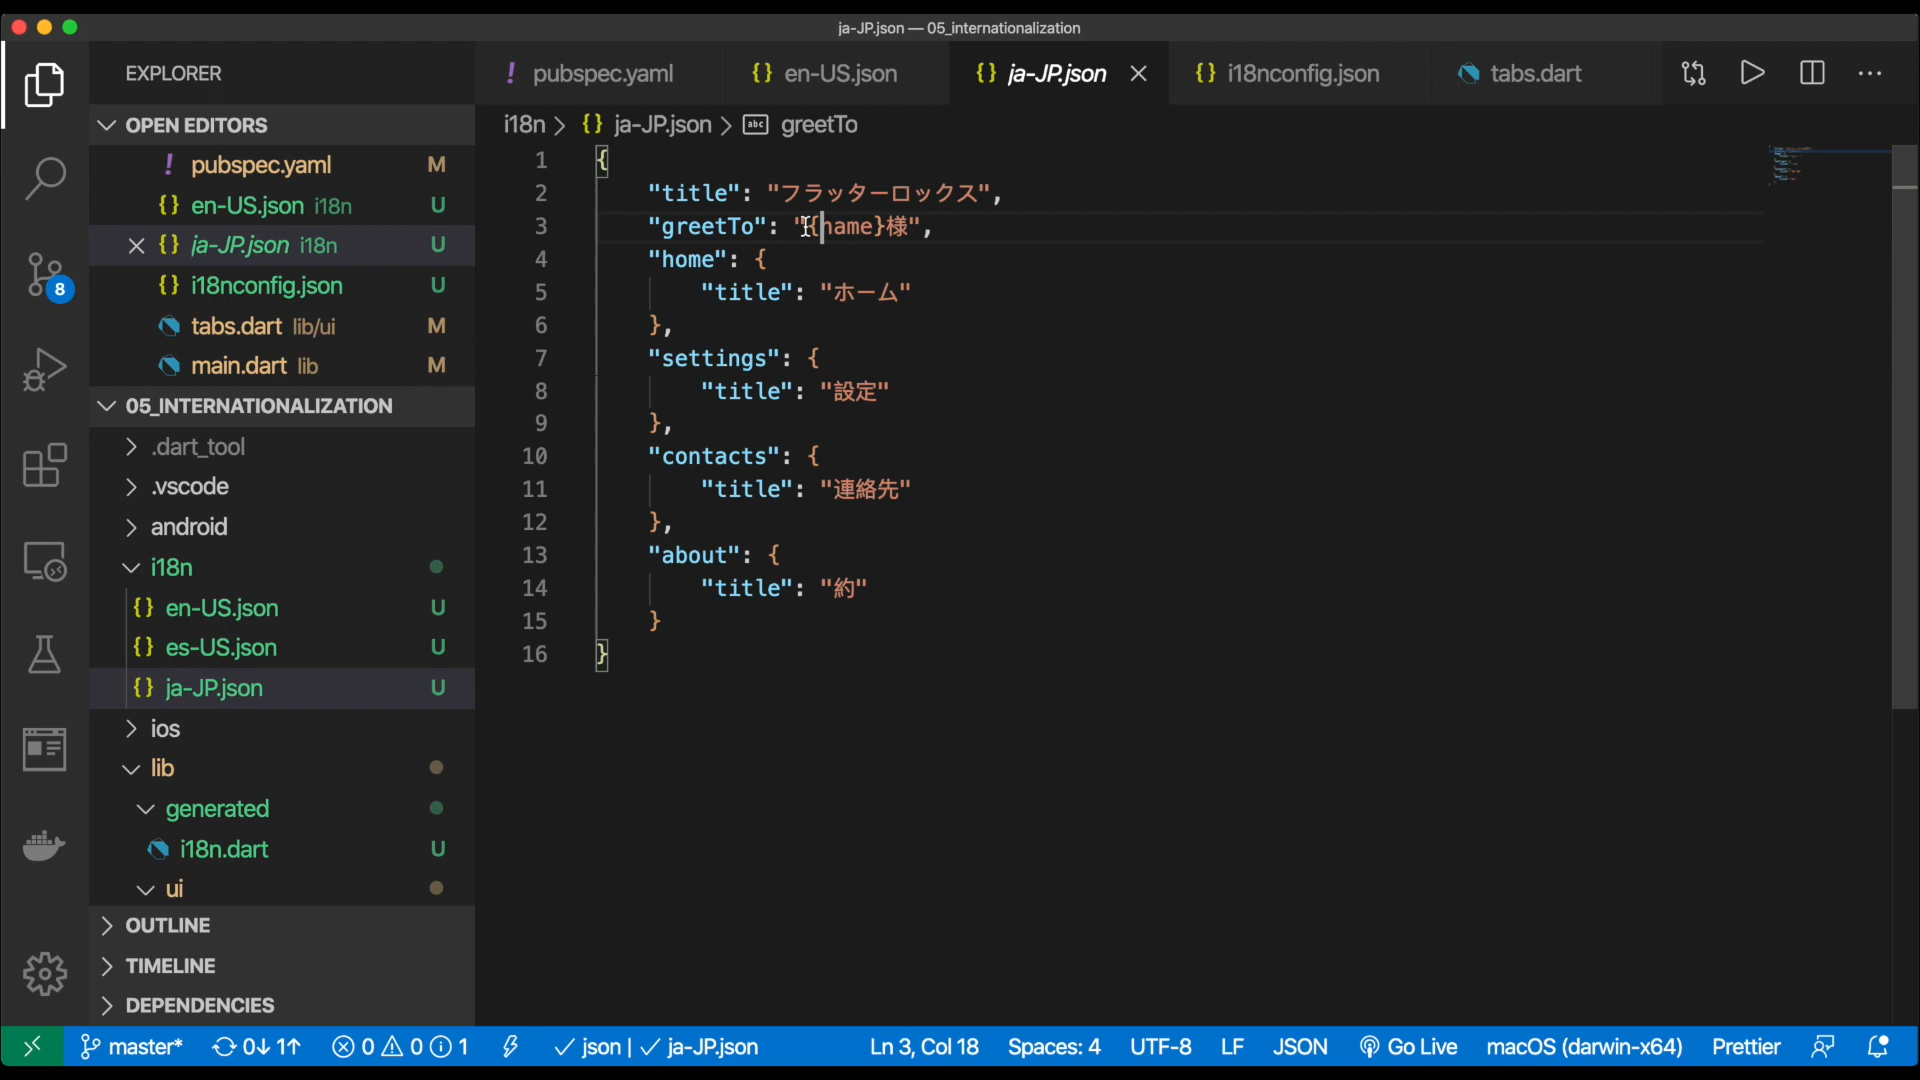 ja-JP.json — 05_internationalization
EXPLORER
OPEN EDITORS
! pubspec.yaml M
{} en-US.json i18n U
{} ja-JP.json i18n U
{} i18nconfig.json U
tabs.dart lib/ui M
main.dart lib M
05_INTERNATIONALIZATION
.dart_tool
.vscode
android
i18n
{} en-US.json U
{} es-US.json U
{} ja-JP.json U
ios
lib
generated
i18n.dart U
ui
OUTLINE
TIMELINE
DEPENDENCIES
8
! pubspec.yaml {} en-US.json {} ja-JP.json {} i18nconfig.json tabs.dart
i18n > {} ja-JP.json > abc greetTo
1 {
2 "title": "フラッターロックス",
3 "greetTo": "{name}様",
4 "home": {
5 "title": "ホーム"
6 },
7 "settings": {
8 "title": "設定"
9 },
10 "contacts": {
11 "title": "連絡先"
12 },
13 "about": {
14 "title": "約"
15 }
16 }
master* 0↓ 1↑ 0 0 1 ✓ json | ✓ ja-JP.json Ln 3, Col 18 Spaces: 4 UTF-8 LF JSON Go Live macOS (darwin-x64) Prettier